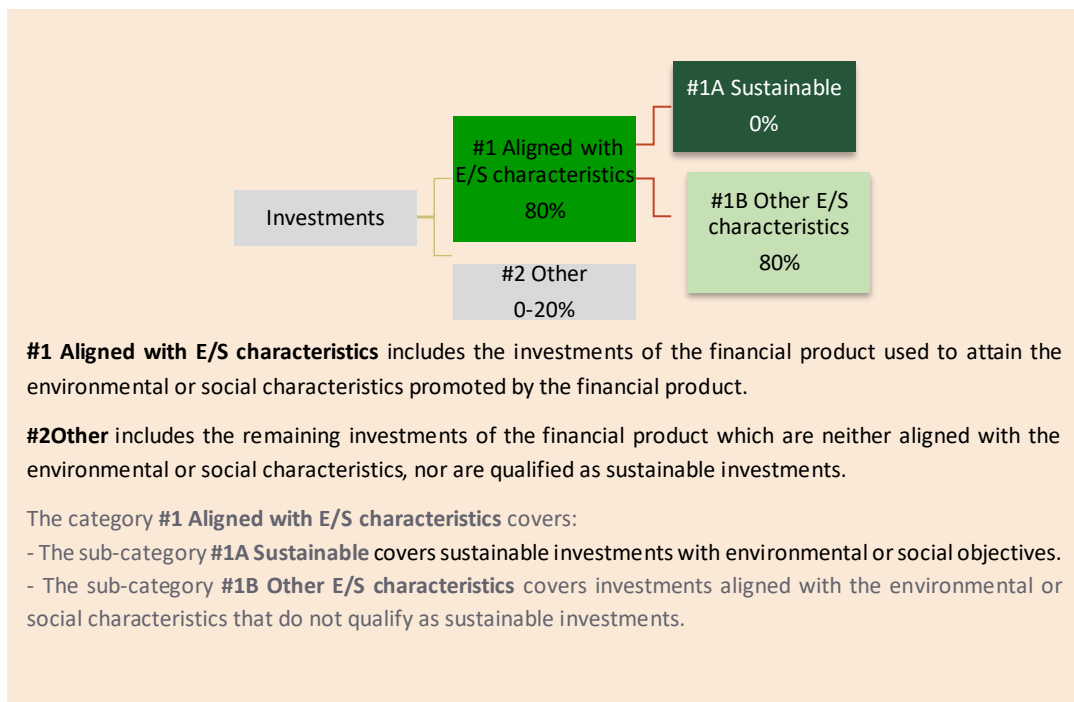 #1A Sustainable
0%
#1 Aligned with
E/S characteristics
80%
Investments
#1B Other E/S
characteristics
80%
#2 Other
0-20%
#1 Aligned with E/S characteristics includes the investments of the financial product used to attain the
environmental or social characteristics promoted by the financial product.
#2Other includes the remaining investments of the financial product which are neither aligned with the
environmental or social characteristics, nor are qualified as sustainable investments.
The category #1 Aligned with E/S characteristics covers:
- The sub-category #1A Sustainable covers sustainable investments with environmental or social objectives.
- The sub-category #1B Other E/S characteristics covers investments aligned with the environmental or
social characteristics that do not qualify as sustainable investments.